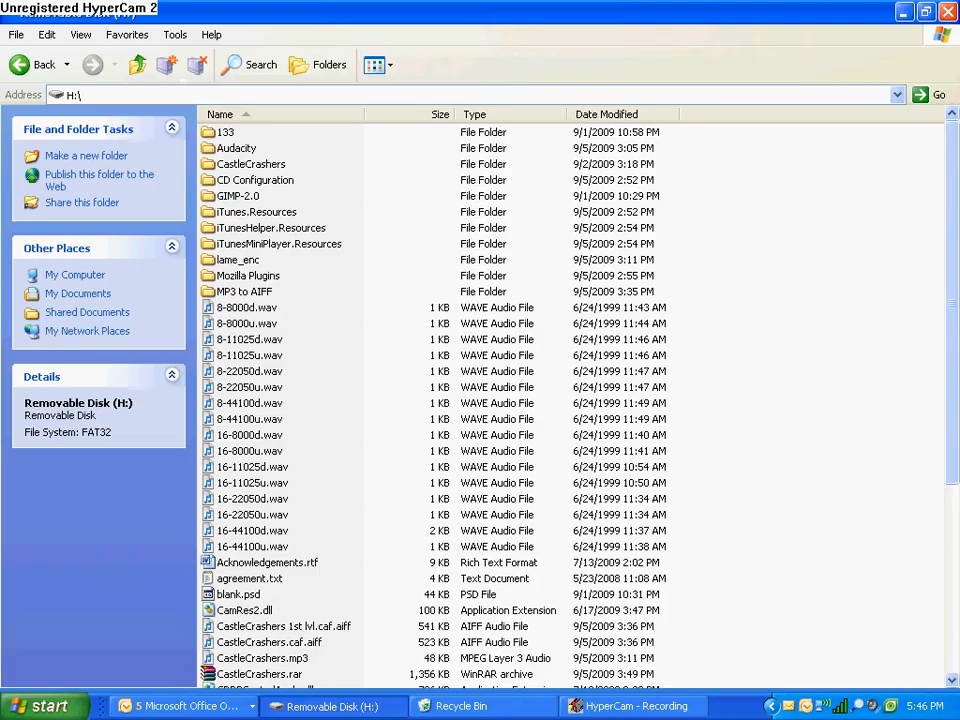 Unregistered HyperCam 2
File Edit View Favorites Tools Help
Back Search Folders
Address H:\ Go
File and Folder Tasks
Make a new folder
Publish this folder to the
Web
Share this folder
Other Places
My Computer
My Documents
Shared Documents
My Network Places
Details
Removable Disk (H:)
Removable Disk
File System: FAT32
Name Size Type Date Modified
133 File Folder 9/1/2009 10:58 PM
Audacity File Folder 9/5/2009 3:05 PM
CastleCrashers File Folder 9/2/2009 3:18 PM
CD Configuration File Folder 9/5/2009 2:52 PM
GIMP-2.0 File Folder 9/1/2009 10:29 PM
iTunes.Resources File Folder 9/5/2009 2:52 PM
iTunesHelper.Resources File Folder 9/5/2009 2:54 PM
iTunesMiniPlayer.Resources File Folder 9/5/2009 2:54 PM
lame_enc File Folder 9/5/2009 3:11 PM
Mozilla Plugins File Folder 9/5/2009 2:55 PM
MP3 to AIFF File Folder 9/5/2009 3:35 PM
8-8000d.wav 1 KB WAVE Audio File 6/24/1999 11:43 AM
8-8000u.wav 1 KB WAVE Audio File 6/24/1999 11:44 AM
8-11025d.wav 1 KB WAVE Audio File 6/24/1999 11:46 AM
8-11025u.wav 1 KB WAVE Audio File 6/24/1999 11:46 AM
8-22050d.wav 1 KB WAVE Audio File 6/24/1999 11:47 AM
8-22050u.wav 1 KB WAVE Audio File 6/24/1999 11:47 AM
8-44100d.wav 1 KB WAVE Audio File 6/24/1999 11:49 AM
8-44100u.wav 1 KB WAVE Audio File 6/24/1999 11:49 AM
16-8000d.wav 1 KB WAVE Audio File 6/24/1999 11:40 AM
16-8000u.wav 1 KB WAVE Audio File 6/24/1999 11:41 AM
16-11025d.wav 1 KB WAVE Audio File 6/24/1999 10:54 AM
16-11025u.wav 1 KB WAVE Audio File 6/24/1999 10:50 AM
16-22050d.wav 1 KB WAVE Audio File 6/24/1999 11:34 AM
16-22050u.wav 1 KB WAVE Audio File 6/24/1999 11:34 AM
16-44100d.wav 2 KB WAVE Audio File 6/24/1999 11:37 AM
16-44100u.wav 1 KB WAVE Audio File 6/24/1999 11:38 AM
Acknowledgements.rtf 9 KB Rich Text Format 7/13/2009 2:02 PM
agreement.txt 4 KB Text Document 5/23/2008 11:08 AM
blank.psd 44 KB PSD File 9/1/2009 10:31 PM
CamRes2.dll 100 KB Application Extension 6/17/2009 3:47 PM
CastleCrashers 1st lvl.caf.aiff 541 KB AIFF Audio File 9/5/2009 3:36 PM
CastleCrashers.caf.aiff 523 KB AIFF Audio File 9/5/2009 3:36 PM
CastleCrashers.mp3 48 KB MPEG Layer 3 Audio 9/5/2009 3:11 PM
CastleCrashers.rar 1,356 KB WinRAR archive 9/5/2009 3:49 PM
start 5 Microsoft Office O... Removable Disk (H:) Recycle Bin HyperCam - Recording 5:46 PM